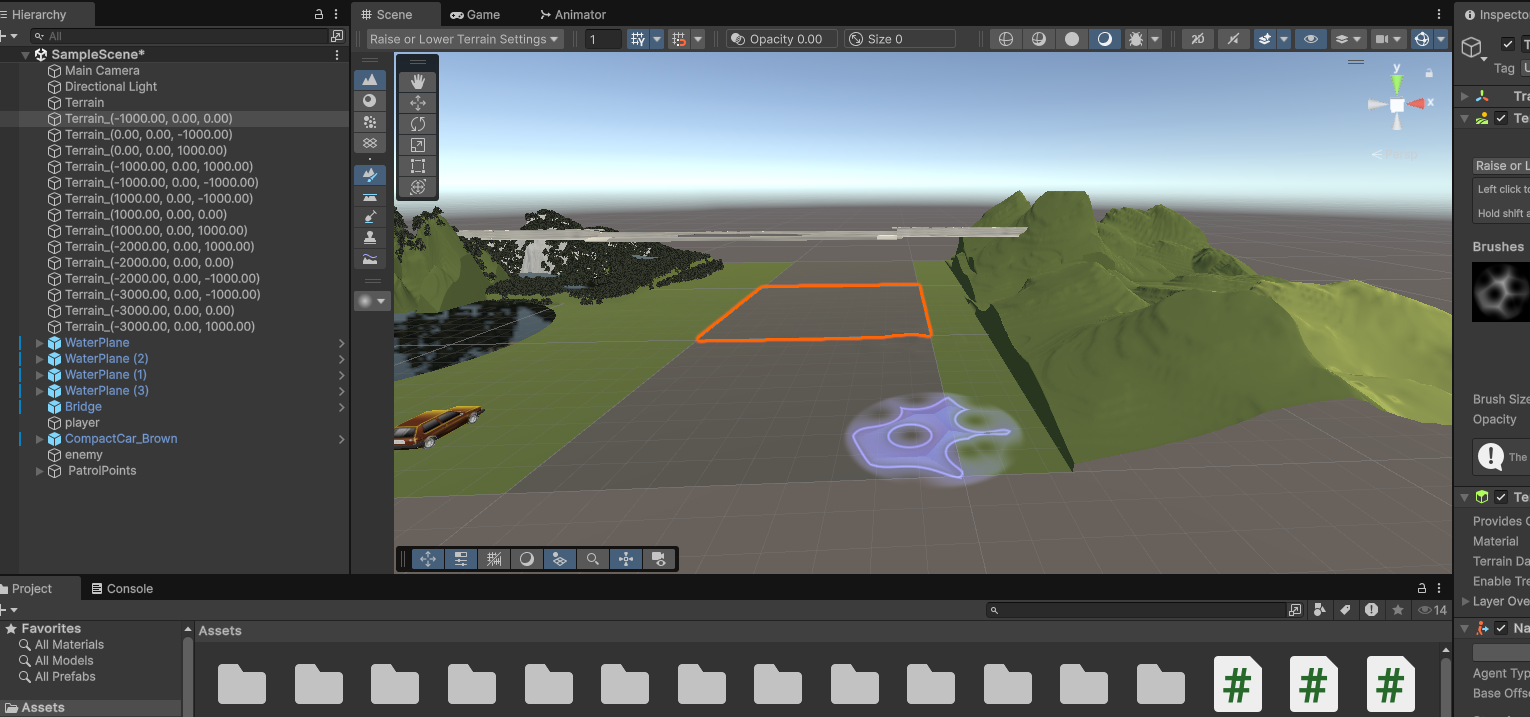 Hierarchy
All
SampleScene*
Main Camera
Directional Light
Terrain
Terrain_(-1000.00, 0.00, 0.00)
Terrain_(0.00, 0.00, -1000.00)
Terrain_(0.00, 0.00, 1000.00)
Terrain_(-1000.00, 0.00, 1000.00)
Terrain_(-1000.00, 0.00, -1000.00)
Terrain_(1000.00, 0.00, -1000.00)
Terrain_(1000.00, 0.00, 0.00)
Terrain_(1000.00, 0.00, 1000.00)
Terrain_(-2000.00, 0.00, 1000.00)
Terrain_(-2000.00, 0.00, 0.00)
Terrain_(-2000.00, 0.00, -1000.00)
Terrain_(-3000.00, 0.00, -1000.00)
Terrain_(-3000.00, 0.00, 0.00)
Terrain_(-3000.00, 0.00, 1000.00)
WaterPlane
WaterPlane (2)
WaterPlane (1)
WaterPlane (3)
Bridge
player
CompactCar_Brown
enemy
PatrolPoints
Scene Game Animator
Raise or Lower Terrain Settings 1 Opacity 0.00 Size 0 2D
y
x
Persp
Inspecto
T
Tag U
Tra
Te
Raise or L
Left click to
Hold shift a
Brushes
Brush Size
Opacity
The
Te
Provides C
Material
Terrain Da
Enable Tre
Layer Ove
Na
Agent Typ
Base Offs
Project Console
14
Favorites
All Materials
All Models
All Prefabs
Assets
Assets
# # #